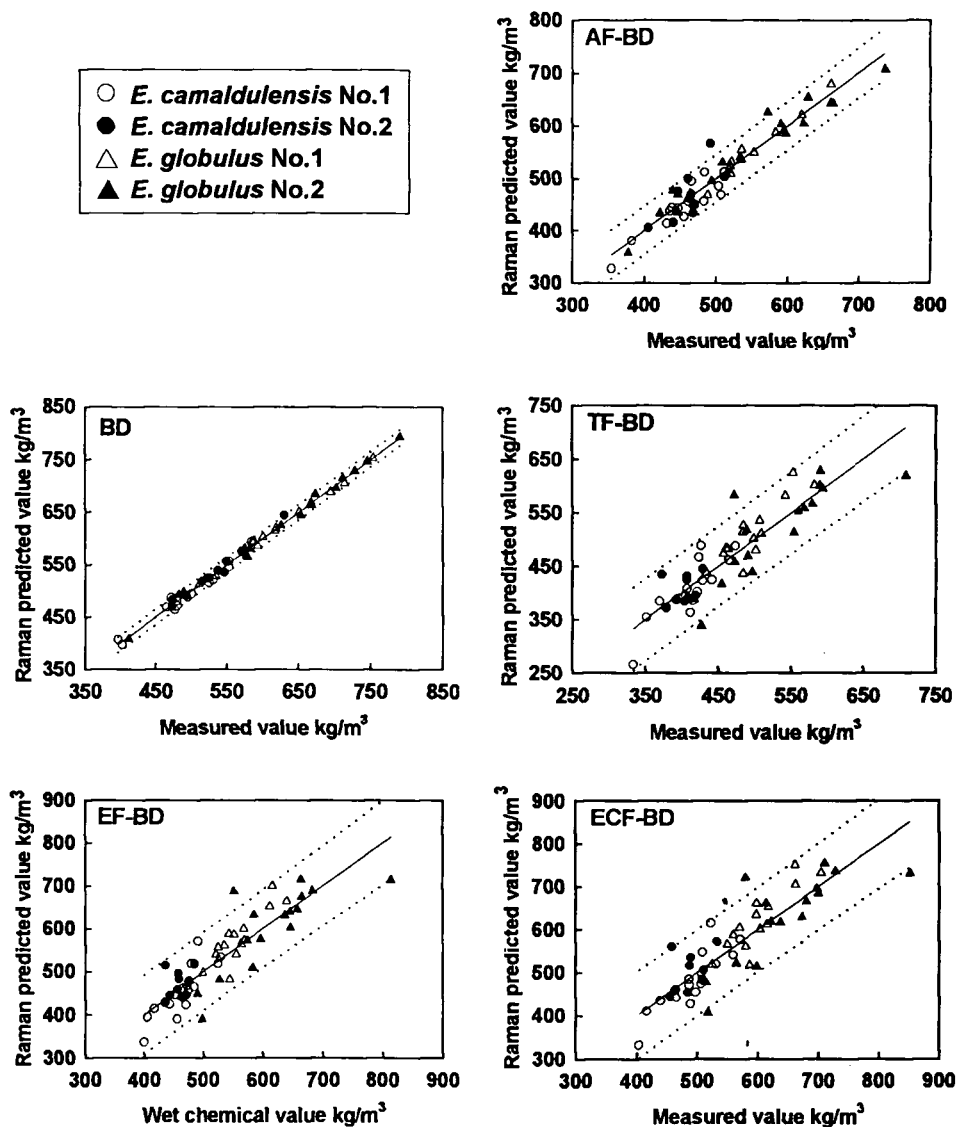 ○ E. camaldulensis No.1
● E. camaldulensis No.2
△ E. globulus No.1
▲ E. globulus No.2
AF-BD
Raman predicted value kg/m³
800
700
600
500
400
300
300 400 500 600 700 800
Measured value kg/m³
BD
Raman predicted value kg/m³
850
750
650
550
450
350
350 450 550 650 750 850
Measured value kg/m³
TF-BD
Raman predicted value kg/m³
750
650
550
450
350
250
250 350 450 550 650 750
Measured value kg/m³
EF-BD
Raman predicted value kg/m³
900
800
700
600
500
400
300
300 400 500 600 700 800 900
Wet chemical value kg/m³
ECF-BD
Raman predicted value kg/m³
900
800
700
600
500
400
300
300 400 500 600 700 800 900
Measured value kg/m³